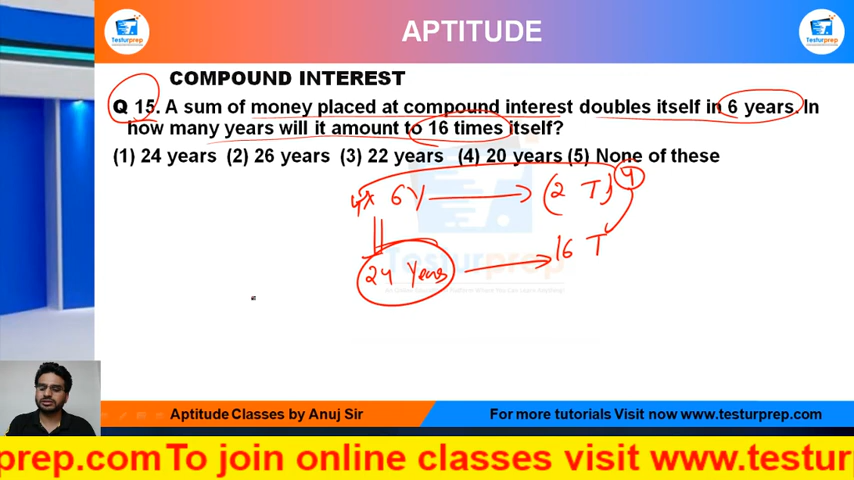 APTITUDE
Testurprep
Testurprep
COMPOUND INTEREST
Q 15. A sum of money placed at compound interest doubles itself in 6 years. In
how many years will it amount to 16 times itself?
(1) 24 years (2) 26 years (3) 22 years (4) 20 years (5) None of these
4x 6Y (2 T) 4
24 Years 16 T
Testurprep
Aptitude Classes by Anuj Sir
For more tutorials Visit now www.testurprep.com
prep.com To join online classes visit www.testur